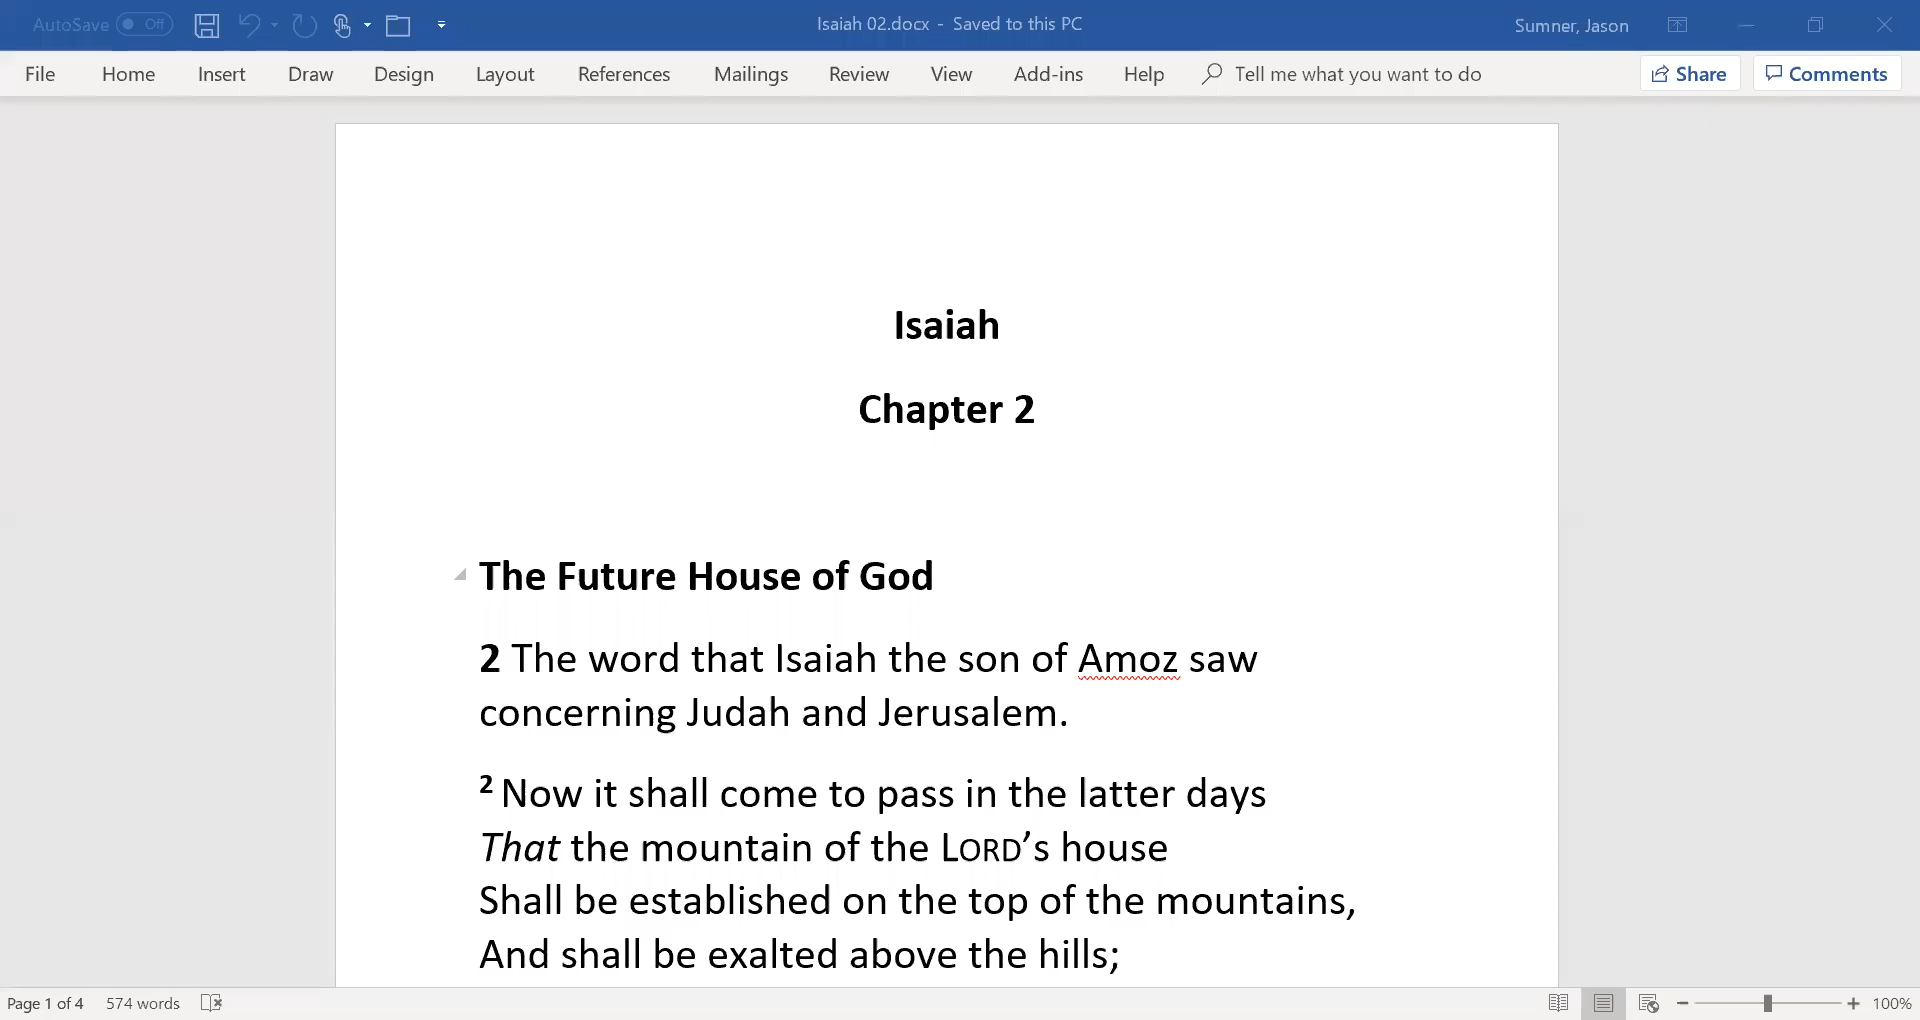 AutoSave Off Isaiah 02.docx - Saved to this PC Sumner, Jason
File Home Insert Draw Design Layout References Mailings Review View Add-ins Help Tell me what you want to do Share Comments
Isaiah
Chapter 2
The Future House of God
2 The word that Isaiah the son of Amoz saw
concerning Judah and Jerusalem.
2 Now it shall come to pass in the latter days
That the mountain of the LORD’s house
Shall be established on the top of the mountains,
And shall be exalted above the hills;
Page 1 of 4 574 words 100%